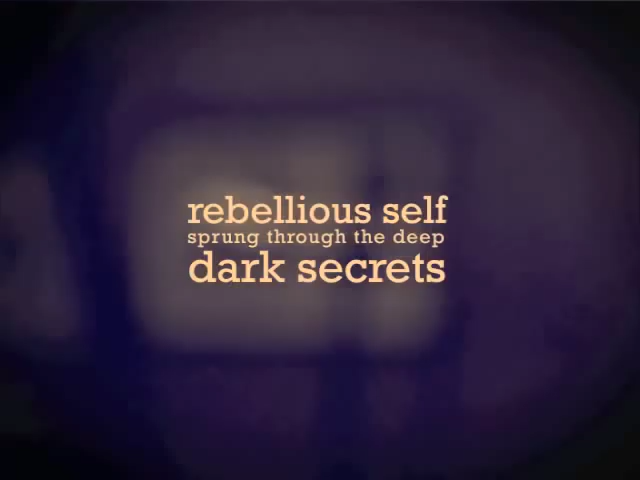 rebellious self
sprung through the deep
dark secrets